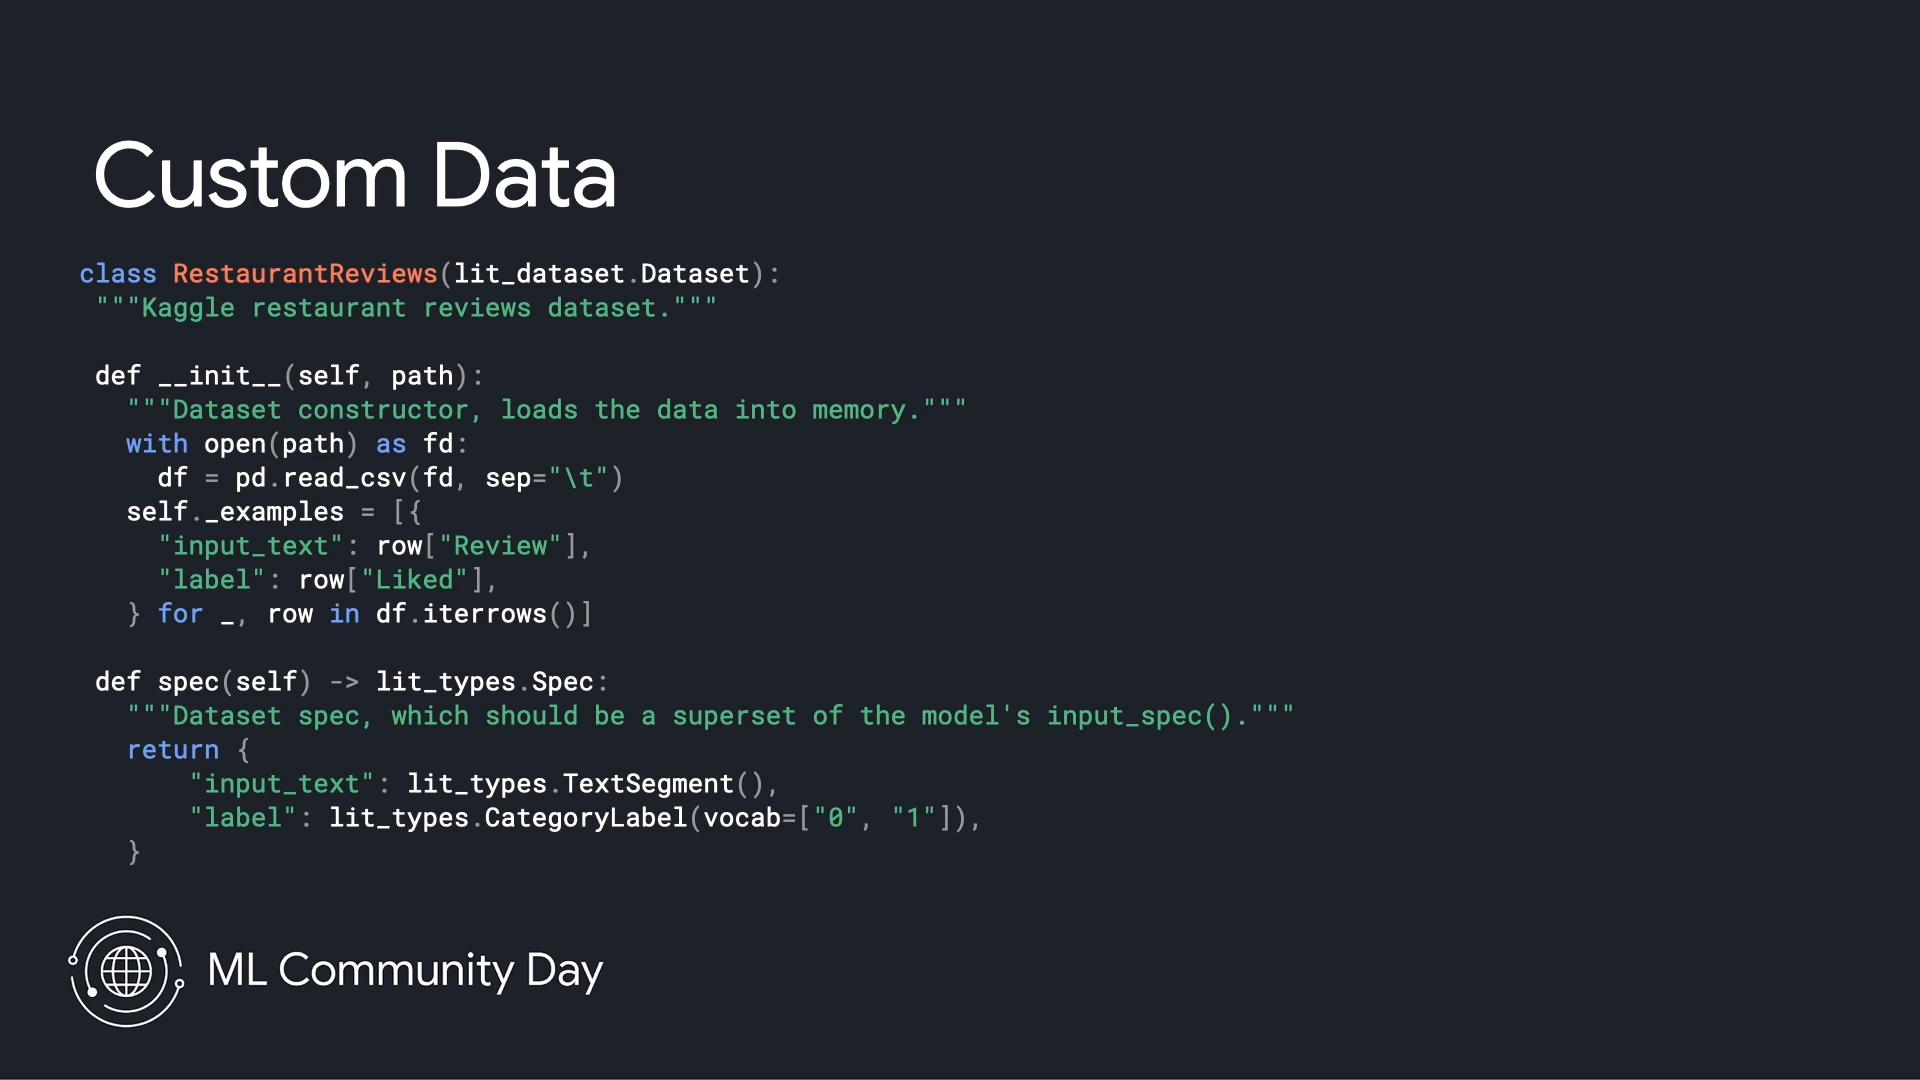 Custom Data
class RestaurantReviews(lit_dataset.Dataset):
"""Kaggle restaurant reviews dataset."""
def __init__(self, path):
"""Dataset constructor, loads the data into memory."""
with open(path) as fd:
df = pd.read_csv(fd, sep="\t")
self._examples = [{
"input_text": row["Review"],
"label": row["Liked"],
} for _, row in df.iterrows()]
def spec(self) -> lit_types.Spec:
"""Dataset spec, which should be a superset of the model's input_spec()."""
return {
"input_text": lit_types.TextSegment(),
"label": lit_types.CategoryLabel(vocab=["0", "1"]),
}
ML Community Day